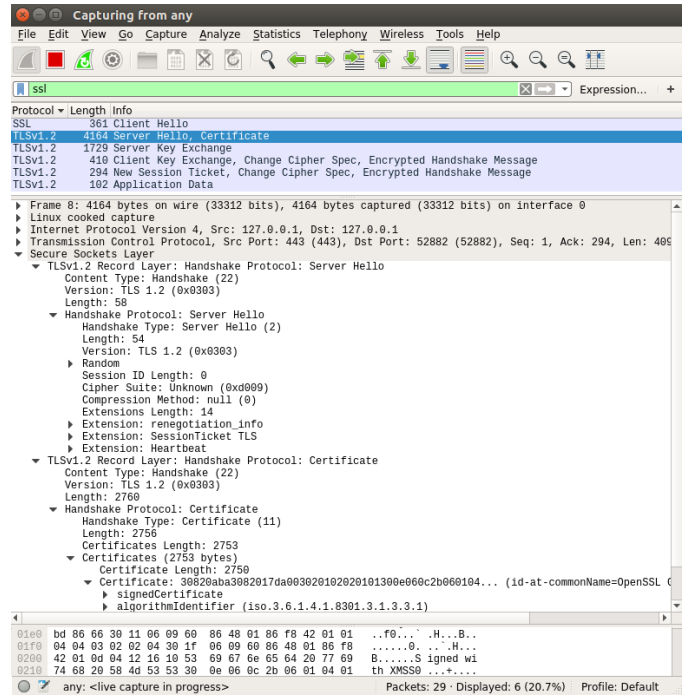 Capturing from any
File Edit View Go Capture Analyze Statistics Telephony Wireless Tools Help
ssl Expression... +
Protocol Length Info
SSL 361 Client Hello
TLSv1.2 4164 Server Hello, Certificate
TLSv1.2 1729 Server Key Exchange
TLSv1.2 410 Client Key Exchange, Change Cipher Spec, Encrypted Handshake Message
TLSv1.2 294 New Session Ticket, Change Cipher Spec, Encrypted Handshake Message
TLSv1.2 102 Application Data
Frame 8: 4164 bytes on wire (33312 bits), 4164 bytes captured (33312 bits) on interface 0
Linux cooked capture
Internet Protocol Version 4, Src: 127.0.0.1, Dst: 127.0.0.1
Transmission Control Protocol, Src Port: 443 (443), Dst Port: 52882 (52882), Seq: 1, Ack: 294, Len: 409
Secure Sockets Layer
TLSv1.2 Record Layer: Handshake Protocol: Server Hello
Content Type: Handshake (22)
Version: TLS 1.2 (0x0303)
Length: 58
Handshake Protocol: Server Hello
Handshake Type: Server Hello (2)
Length: 54
Version: TLS 1.2 (0x0303)
Random
Session ID Length: 0
Cipher Suite: Unknown (0xd009)
Compression Method: null (0)
Extensions Length: 14
Extension: renegotiation_info
Extension: SessionTicket TLS
Extension: Heartbeat
TLSv1.2 Record Layer: Handshake Protocol: Certificate
Content Type: Handshake (22)
Version: TLS 1.2 (0x0303)
Length: 2760
Handshake Protocol: Certificate
Handshake Type: Certificate (11)
Length: 2756
Certificates Length: 2753
Certificates (2753 bytes)
Certificate Length: 2750
Certificate: 30820aba3082017da003020102020101300e060c2b060104... (id-at-commonName=OpenSSL
signedCertificate
algorithmIdentifier (iso.3.6.1.4.1.8301.3.1.3.3.1)
01e0 bd 86 66 30 11 06 09 60 86 48 01 86 f8 42 01 01 ..f0...` .H...B..
01f0 04 04 03 02 02 04 30 1f 06 09 60 86 48 01 86 f8 ......0. ..`.H...
0200 42 01 0d 04 12 16 10 53 69 67 6e 65 64 20 77 69 B......S igned wi
0210 74 68 20 58 4d 53 53 30 0e 06 0c 2b 06 01 04 01 th XMSS0 ...+....
any: <live capture in progress> Packets: 29 · Displayed: 6 (20.7%) Profile: Default